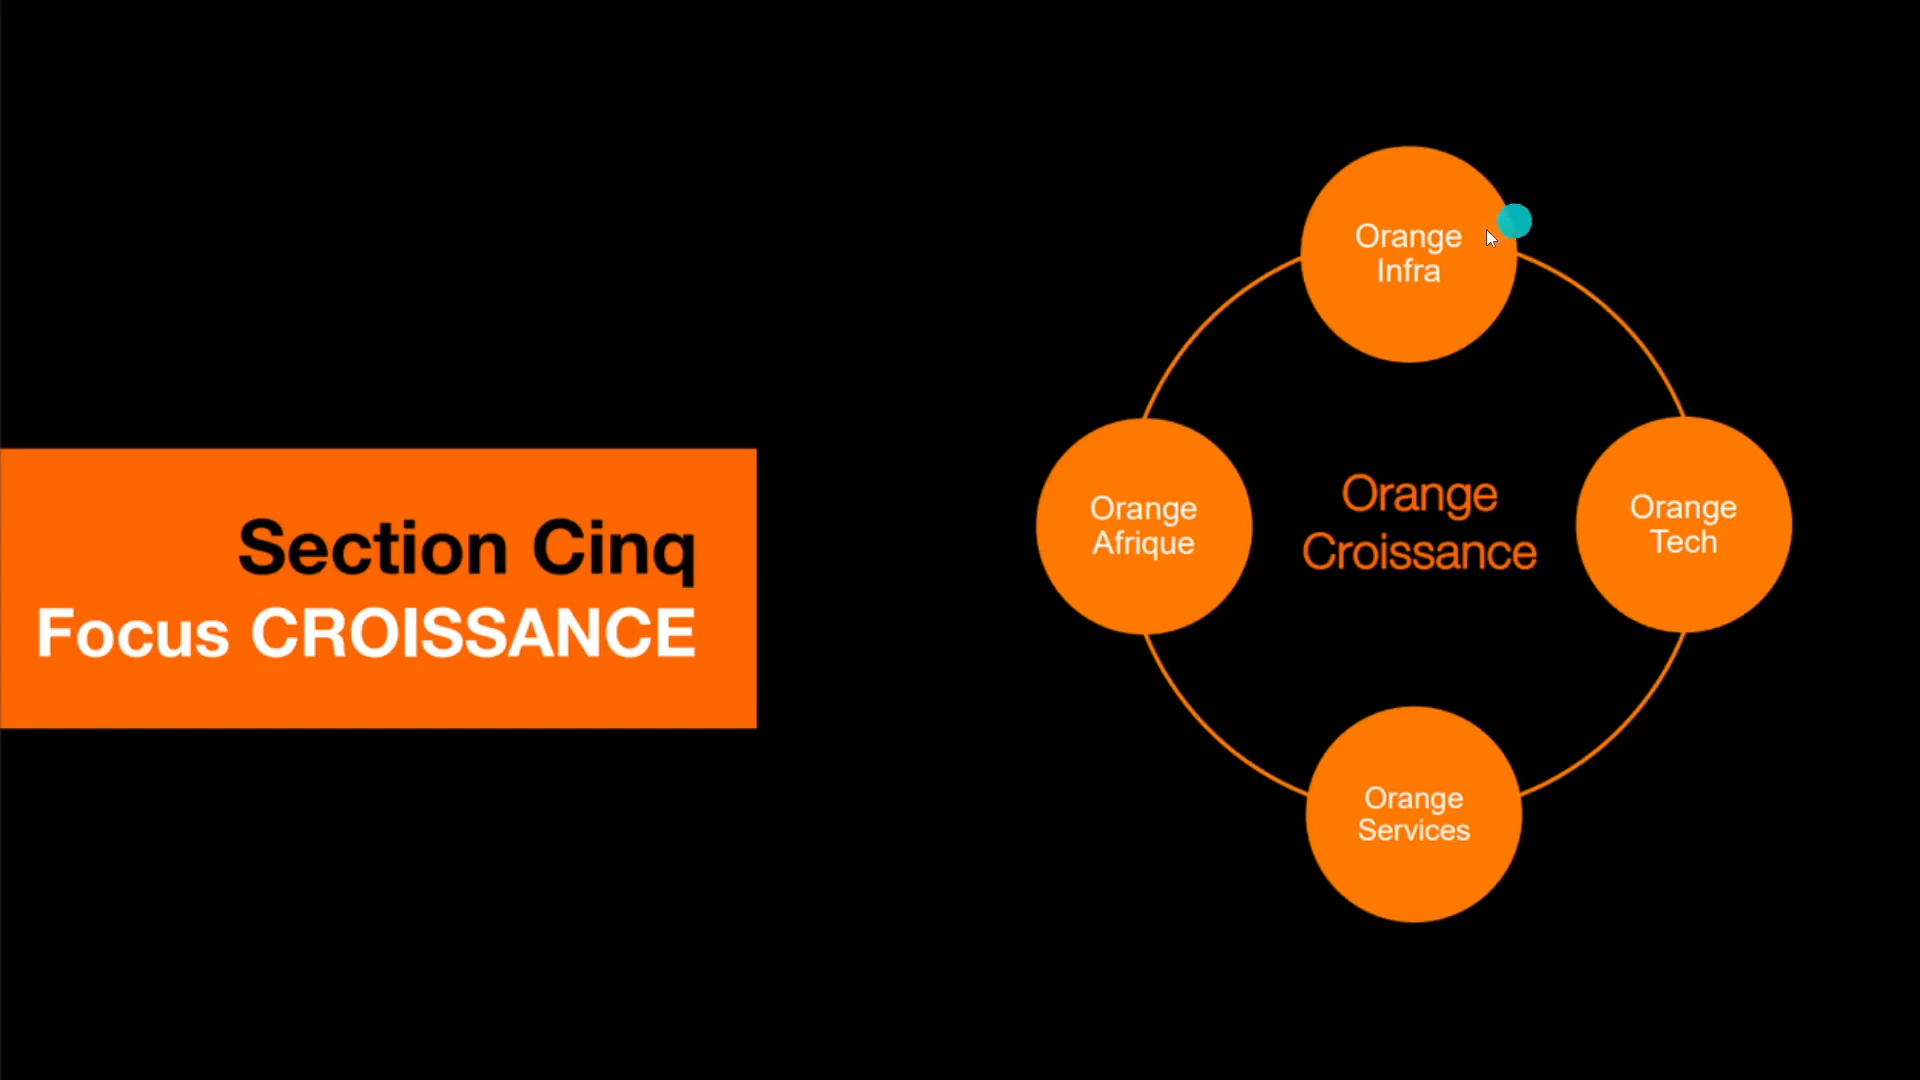 Section Cinq
Focus CROISSANCE
Orange
Infra
Orange
Afrique
Orange
Croissance
Orange
Tech
Orange
Services